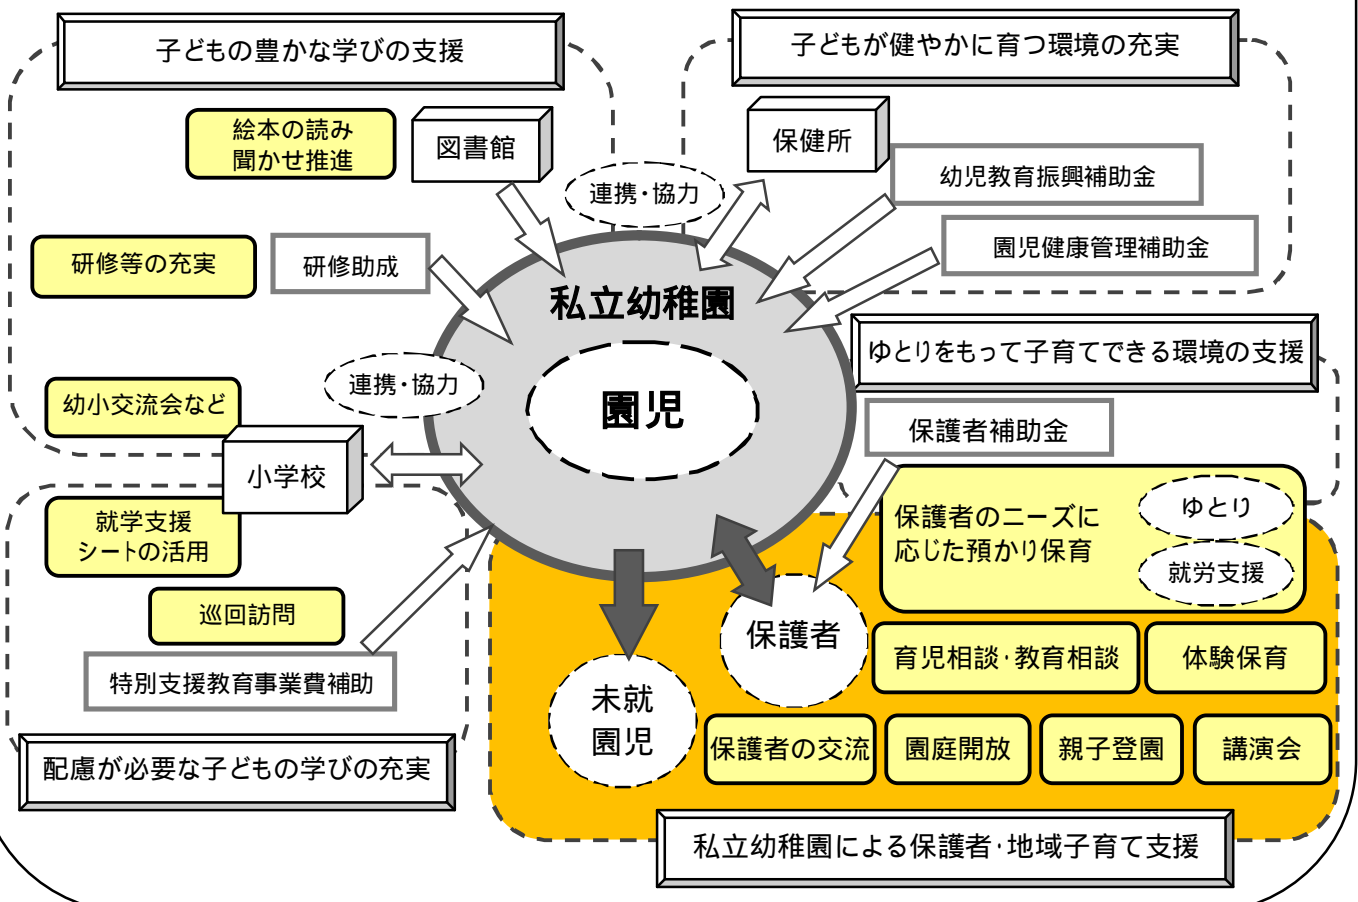 子どもの豊かな学びの支援
子どもが健やかに育つ環境の充実
絵本の読み
聞かせ推進
図書館
保健所
連携・協力
幼児教育振興補助金
研修等の充実
研修助成
園児健康管理補助金
私立幼稚園
ゆとりをもって子育てできる環境の支援
連携・協力
園児
幼小交流会など
保護者補助金
小学校
就学支援
シートの活用
保護者のニーズに
応じた預かり保育
ゆとり
就労支援
巡回訪問
保護者
育児相談・教育相談
体験保育
特別支援教育事業費補助
未就
園児
保護者の交流
園庭開放
親子登園
講演会
配慮が必要な子どもの学びの充実
私立幼稚園による保護者・地域子育て支援